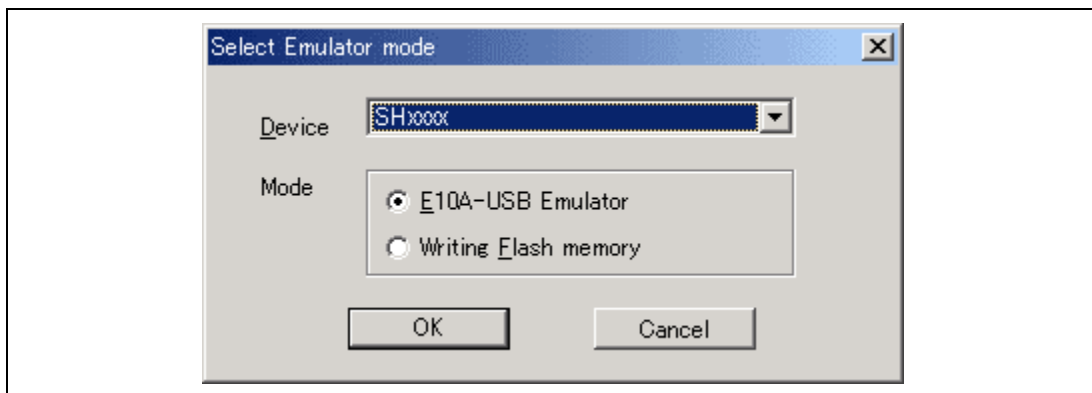 Select Emulator mode
Device
SHxxxx
Mode
E10A-USB Emulator
Writing Flash memory
OK
Cancel